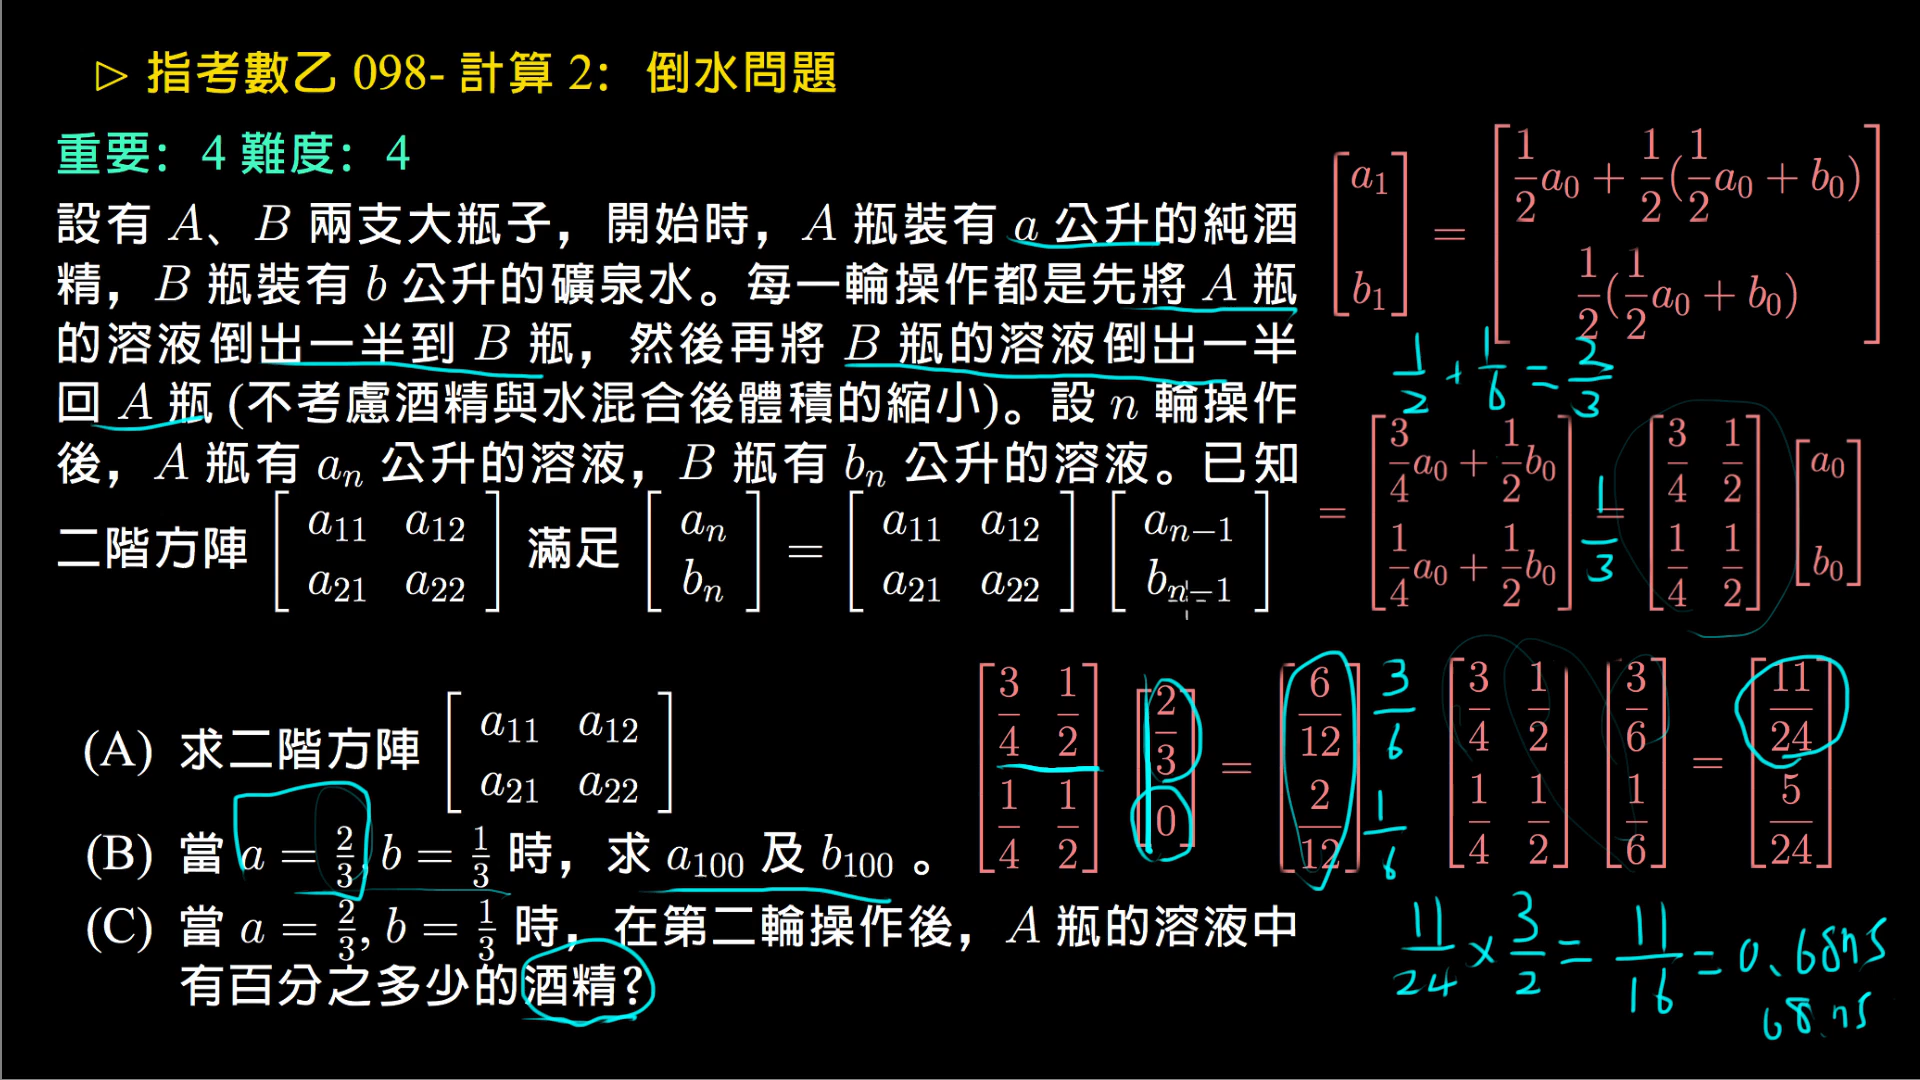 ▷ 指考數乙 098- 計算 2： 倒水問題
重要： 4 難度： 4
設有 A、B 兩支大瓶子，開始時，A 瓶裝有 a 公升的純酒
精，B 瓶裝有 b 公升的礦泉水。每一輪操作都是先將 A 瓶
的溶液倒出一半到 B 瓶，然後再將 B 瓶的溶液倒出一半
回 A 瓶 (不考慮酒精與水混合後體積的縮小)。設 n 輪操作
後，A 瓶有 aₙ 公升的溶液，B 瓶有 bₙ 公升的溶液。已知
二階方陣 [a₁₁ a₁₂; a₂₁ a₂₂] 滿足 [aₙ; bₙ] = [a₁₁ a₁₂; a₂₁ a₂₂] [aₙ₋₁; bₙ₋₁]
(A) 求二階方陣 [a₁₁ a₁₂; a₂₁ a₂₂]
(B) 當 a = 2/3, b = 1/3 時，求 a₁₀₀ 及 b₁₀₀ 。
(C) 當 a = 2/3, b = 1/3 時，在第二輪操作後，A 瓶的溶液中
有百分之多少的酒精?
[a₁; b₁] = [1/2 a₀ + 1/2(1/2 a₀ + b₀); 1/2(1/2 a₀ + b₀)]
1/2 + 1/6 = 2/3
= [3/4 a₀ + 1/2 b₀; 1/4 a₀ + 1/2 b₀] = [3/4 1/2; 1/4 1/2] [a₀; b₀]
1/3
[3/4 1/2; 1/4 1/2] [2/3; 0] = [6/12; 2/12] 3/6 1/6
[3/4 1/2; 1/4 1/2] [3/6; 1/6] = [11/24; 5/24]
11/24 × 3/2 = 11/16 = 0.6875
68.75